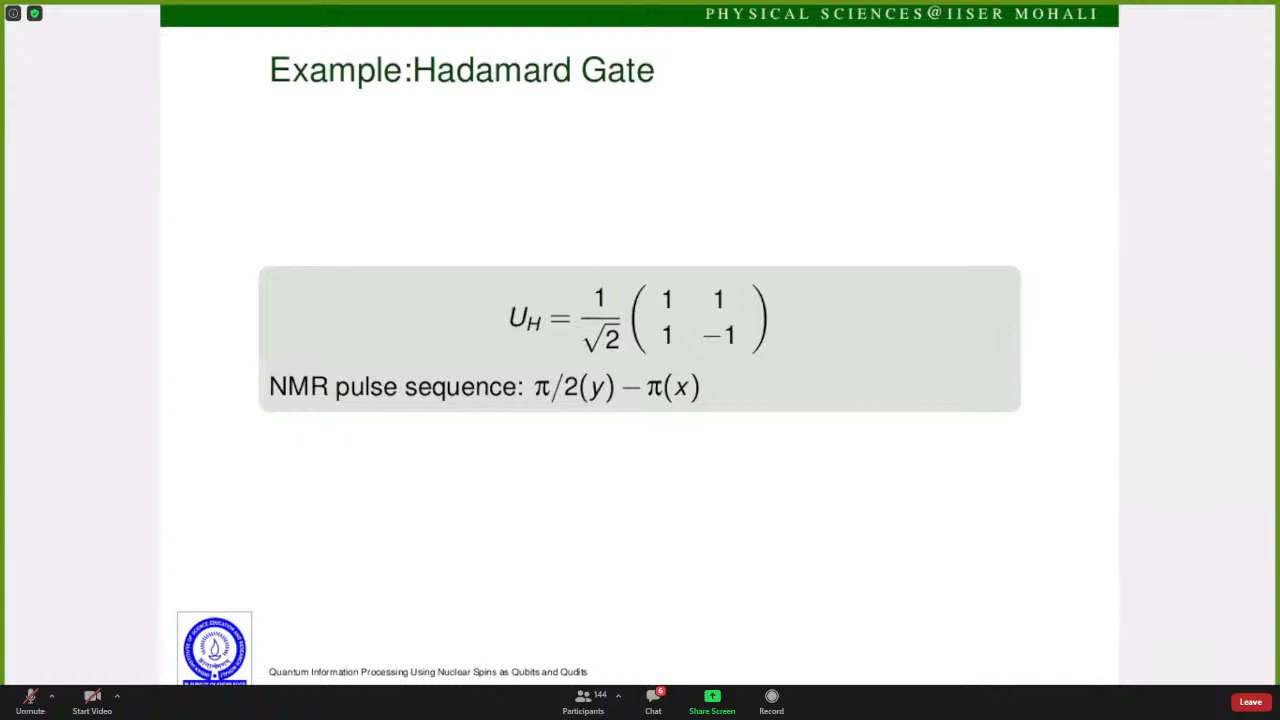 PHYSICAL SCIENCES@IISER MOHALI
Example:Hadamard Gate
U_H = 1/√2 ( 1 1
1 −1 )
NMR pulse sequence: π/2(y) − π(x)
Quantum Information Processing Using Nuclear Spins as Qubits and Qudits
Unmute
Start Video
144
Participants
6
Chat
Share Screen
Record
Leave